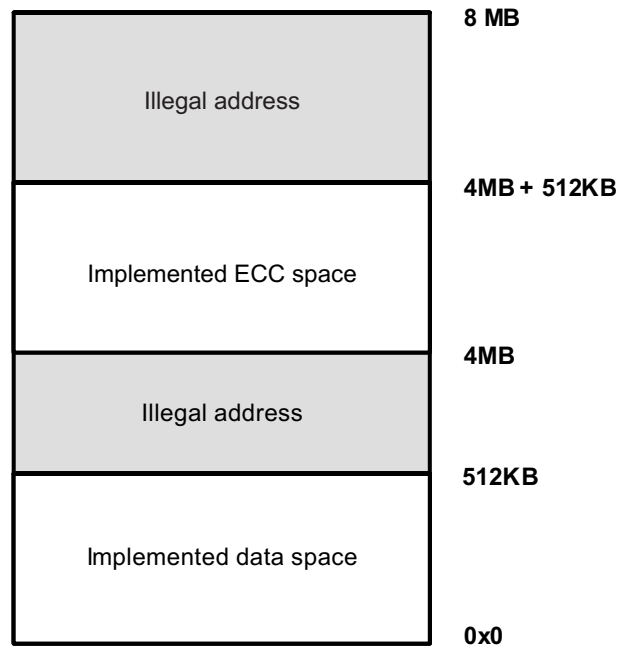 8 MB
Illegal address
4MB + 512KB
Implemented ECC space
4MB
Illegal address
512KB
Implemented data space
0x0